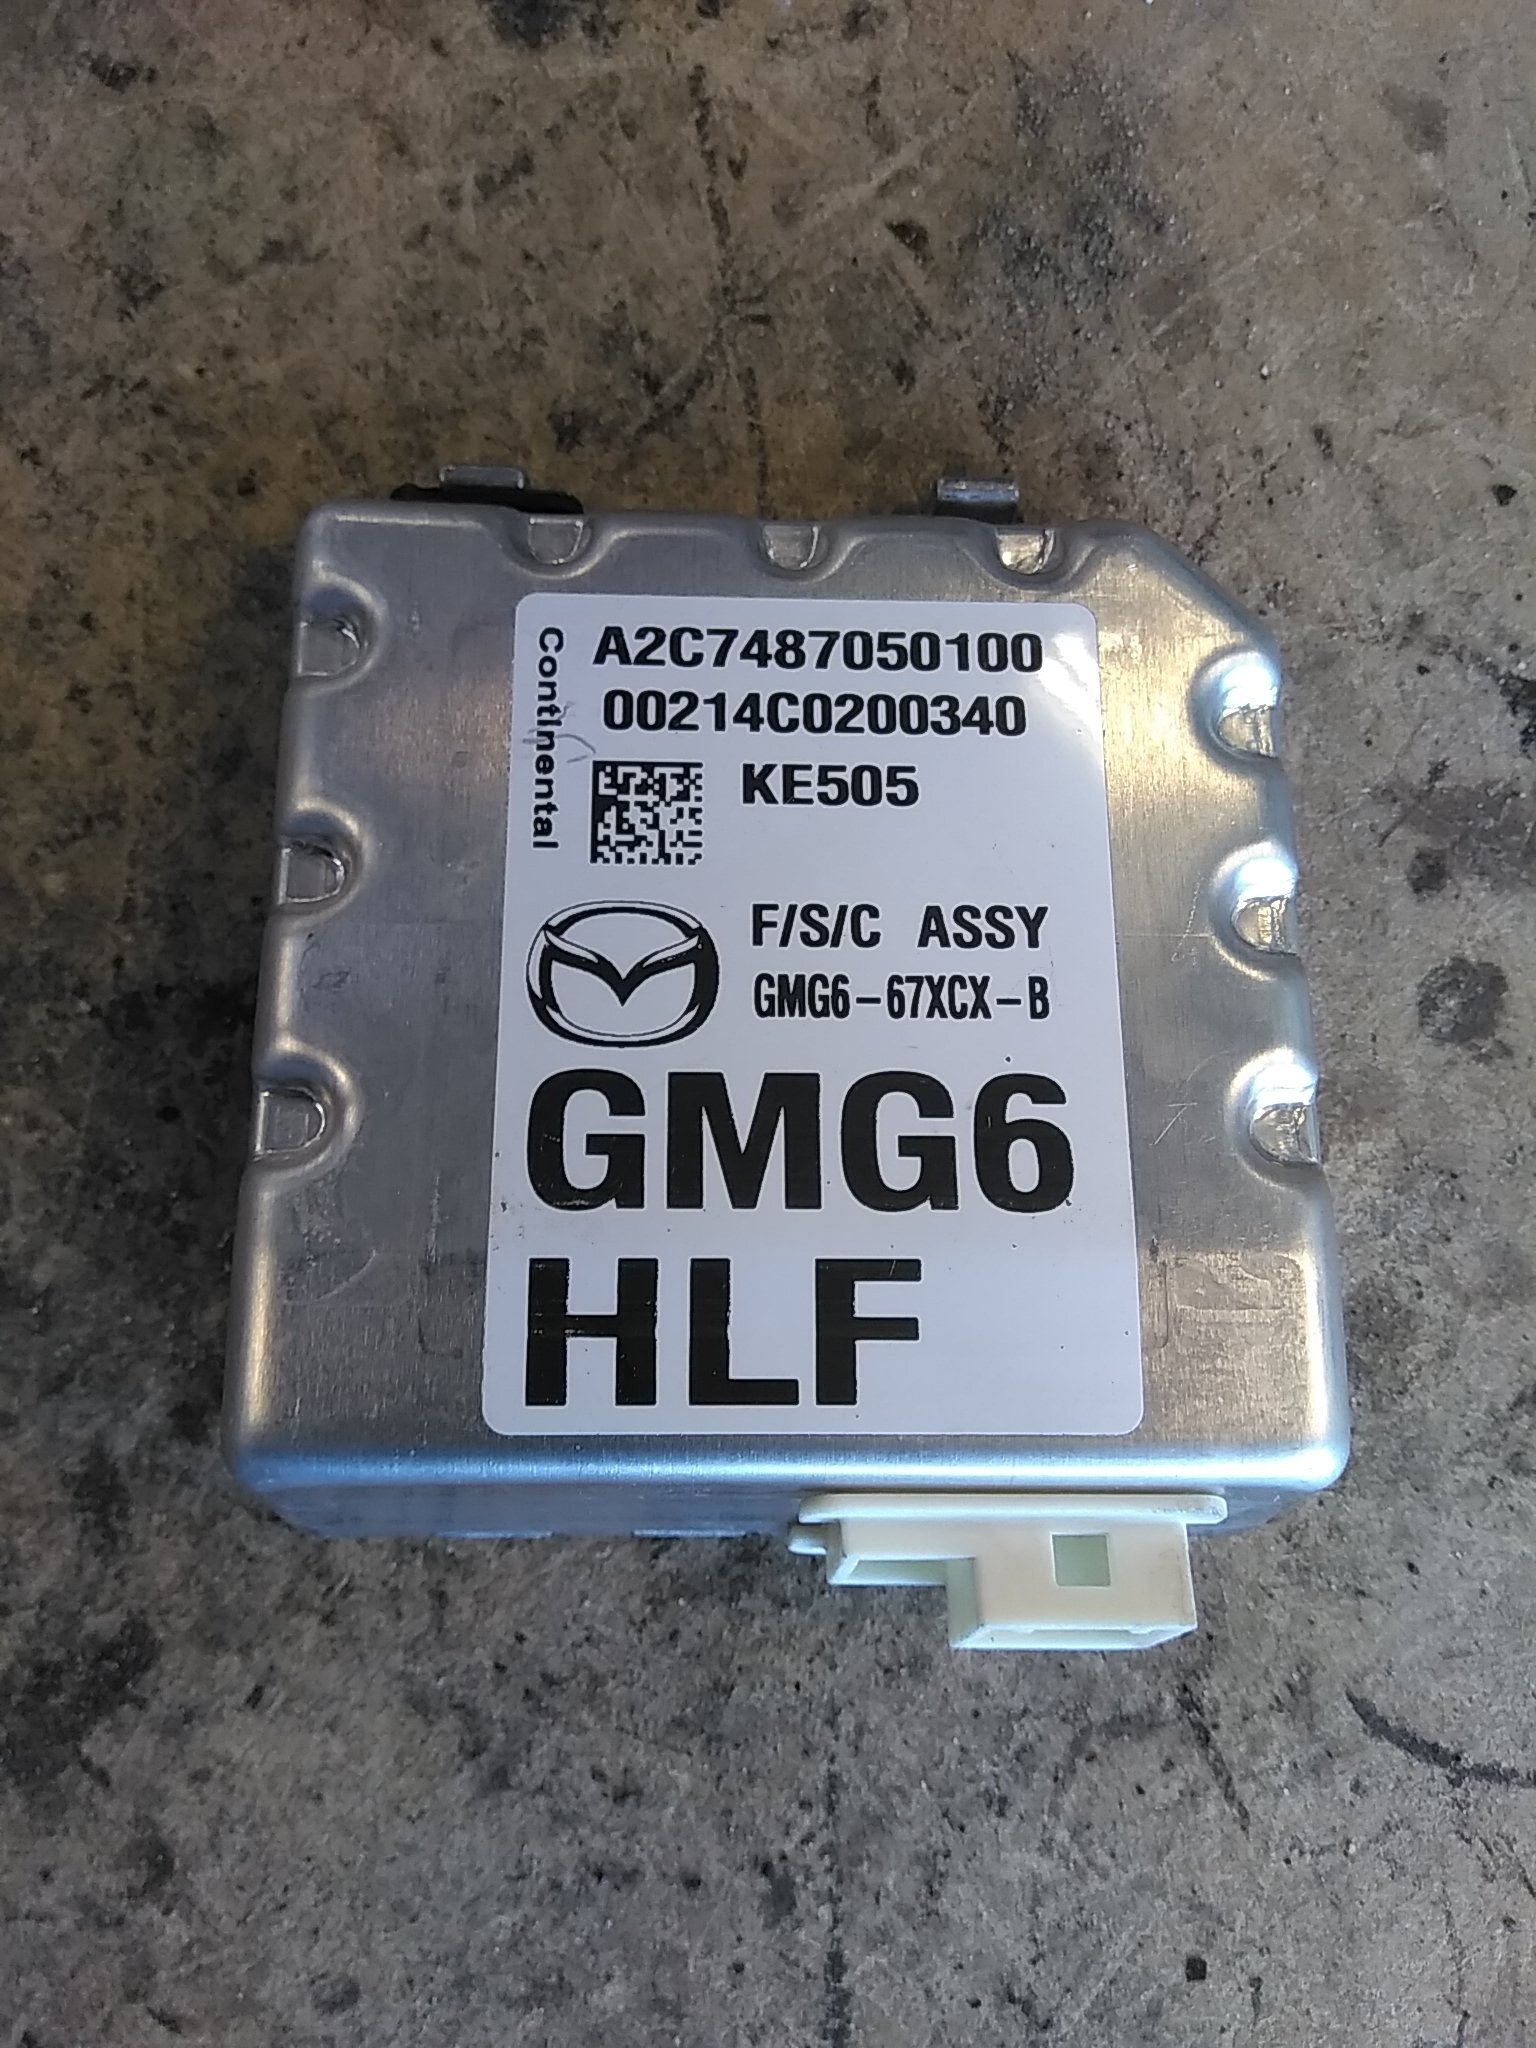 Continental
A2C7487050100
00214C0200340
KE505
F/S/C ASSY
GMG6-67XCX-B
GMG6
HLF